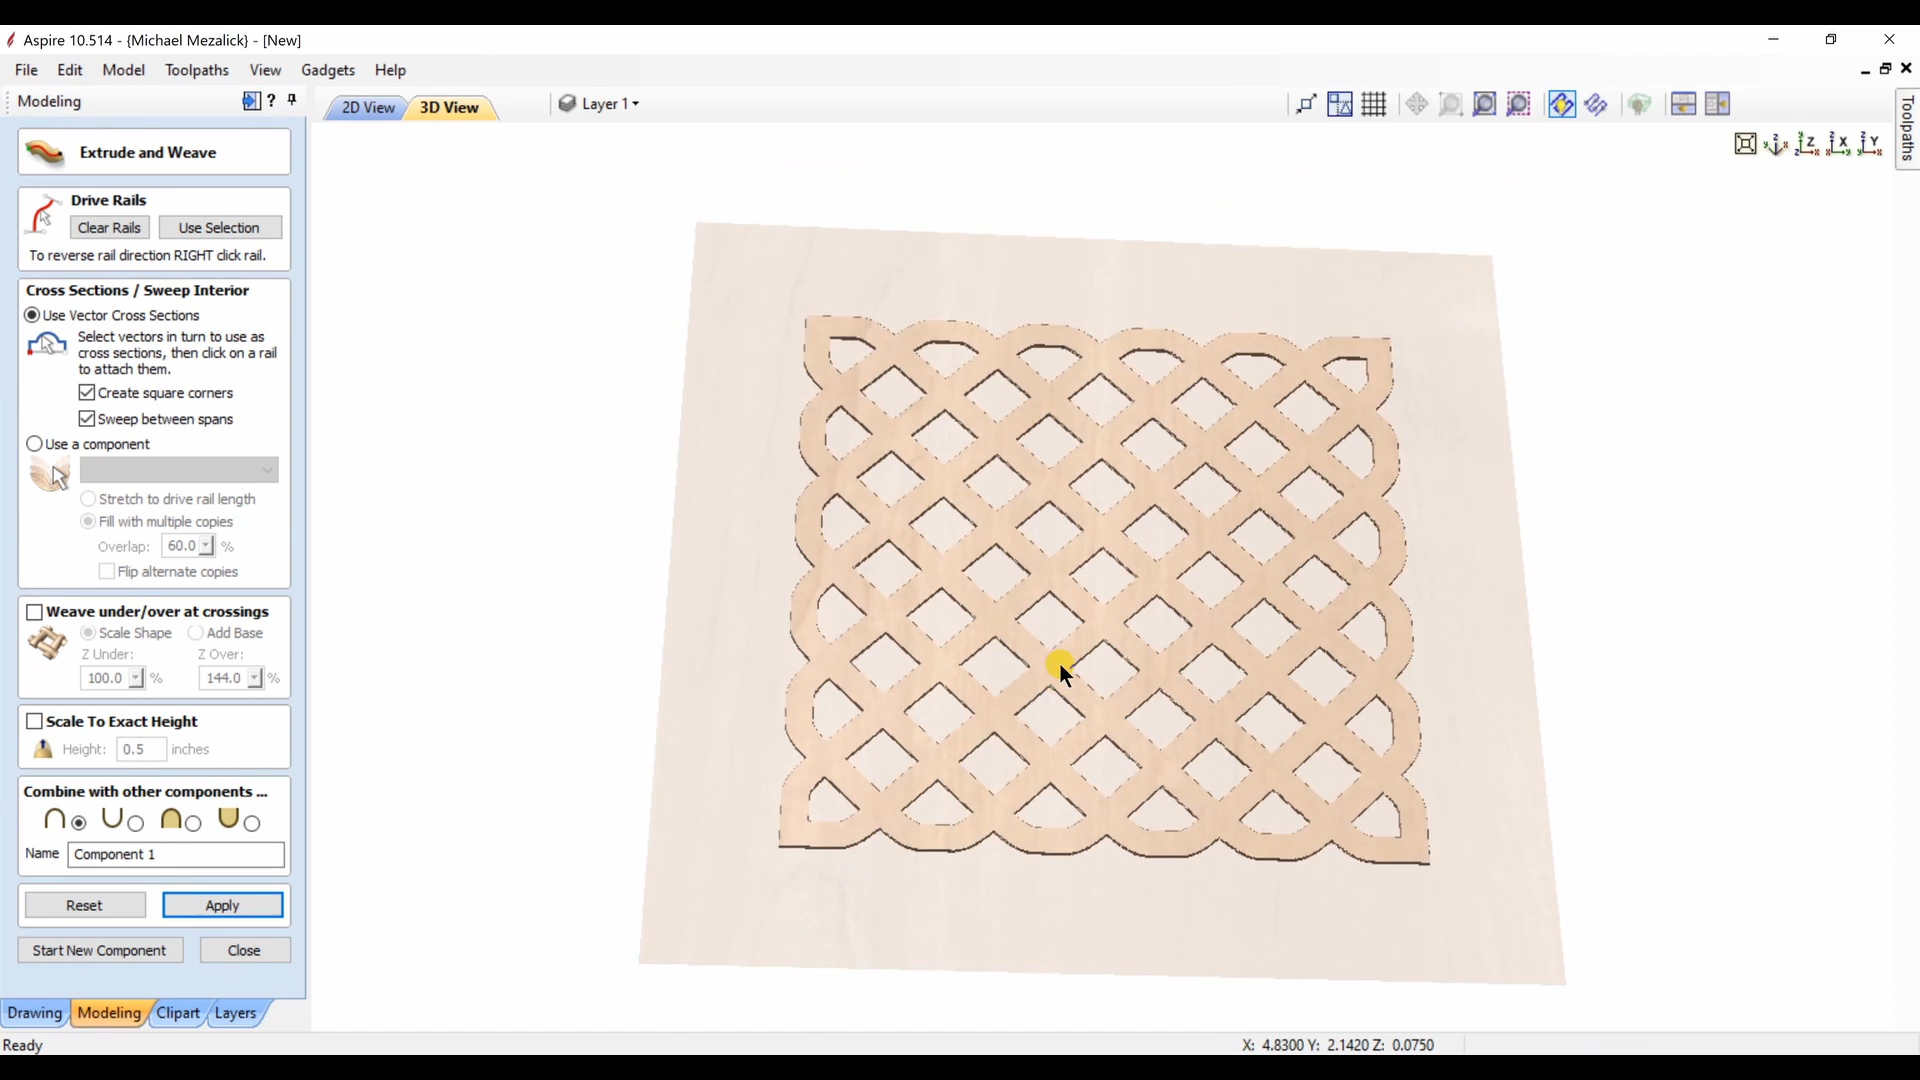 Aspire 10.514 - {Michael Mezalick} - [New]
File Edit Model Toolpaths View Gadgets Help
Modeling ?
2D View 3D View Layer 1
Toolpaths
Extrude and Weave
Drive Rails
Clear Rails Use Selection
To reverse rail direction RIGHT click rail.
Cross Sections / Sweep Interior
Use Vector Cross Sections
Select vectors in turn to use as
cross sections, then click on a rail
to attach them.
Create square corners
Sweep between spans
Use a component
Stretch to drive rail length
Fill with multiple copies
Overlap: 60.0 %
Flip alternate copies
Weave under/over at crossings
Scale Shape Add Base
Z Under: Z Over:
100.0 % 144.0 %
Scale To Exact Height
Height: 0.5 inches
Combine with other components ...
Name Component 1
Reset Apply
Start New Component Close
Drawing Modeling Clipart Layers
Ready
X: 4.8300 Y: 2.1420 Z: 0.0750